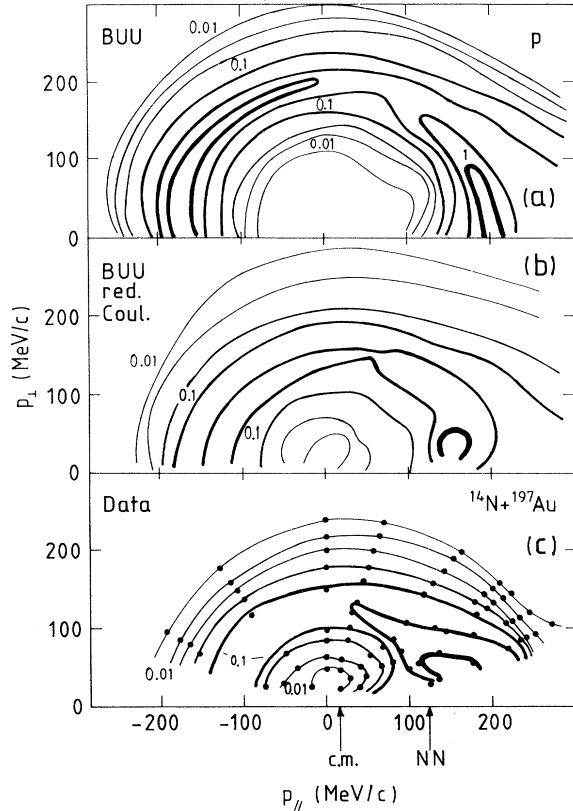 BUU
0.01
p
0.1
200
0.1
0.01
100
1
(a)
0
BUU
red.
Coul.
(b)
200
0.01
0.1
100
0.1
0
p⊥ (MeV/c)
Data
¹⁴N+¹⁹⁷Au
(c)
200
100
0.1
0.01
0.01
0
−200
−100
0
100
200
c.m.
NN
p∥ (MeV/c)